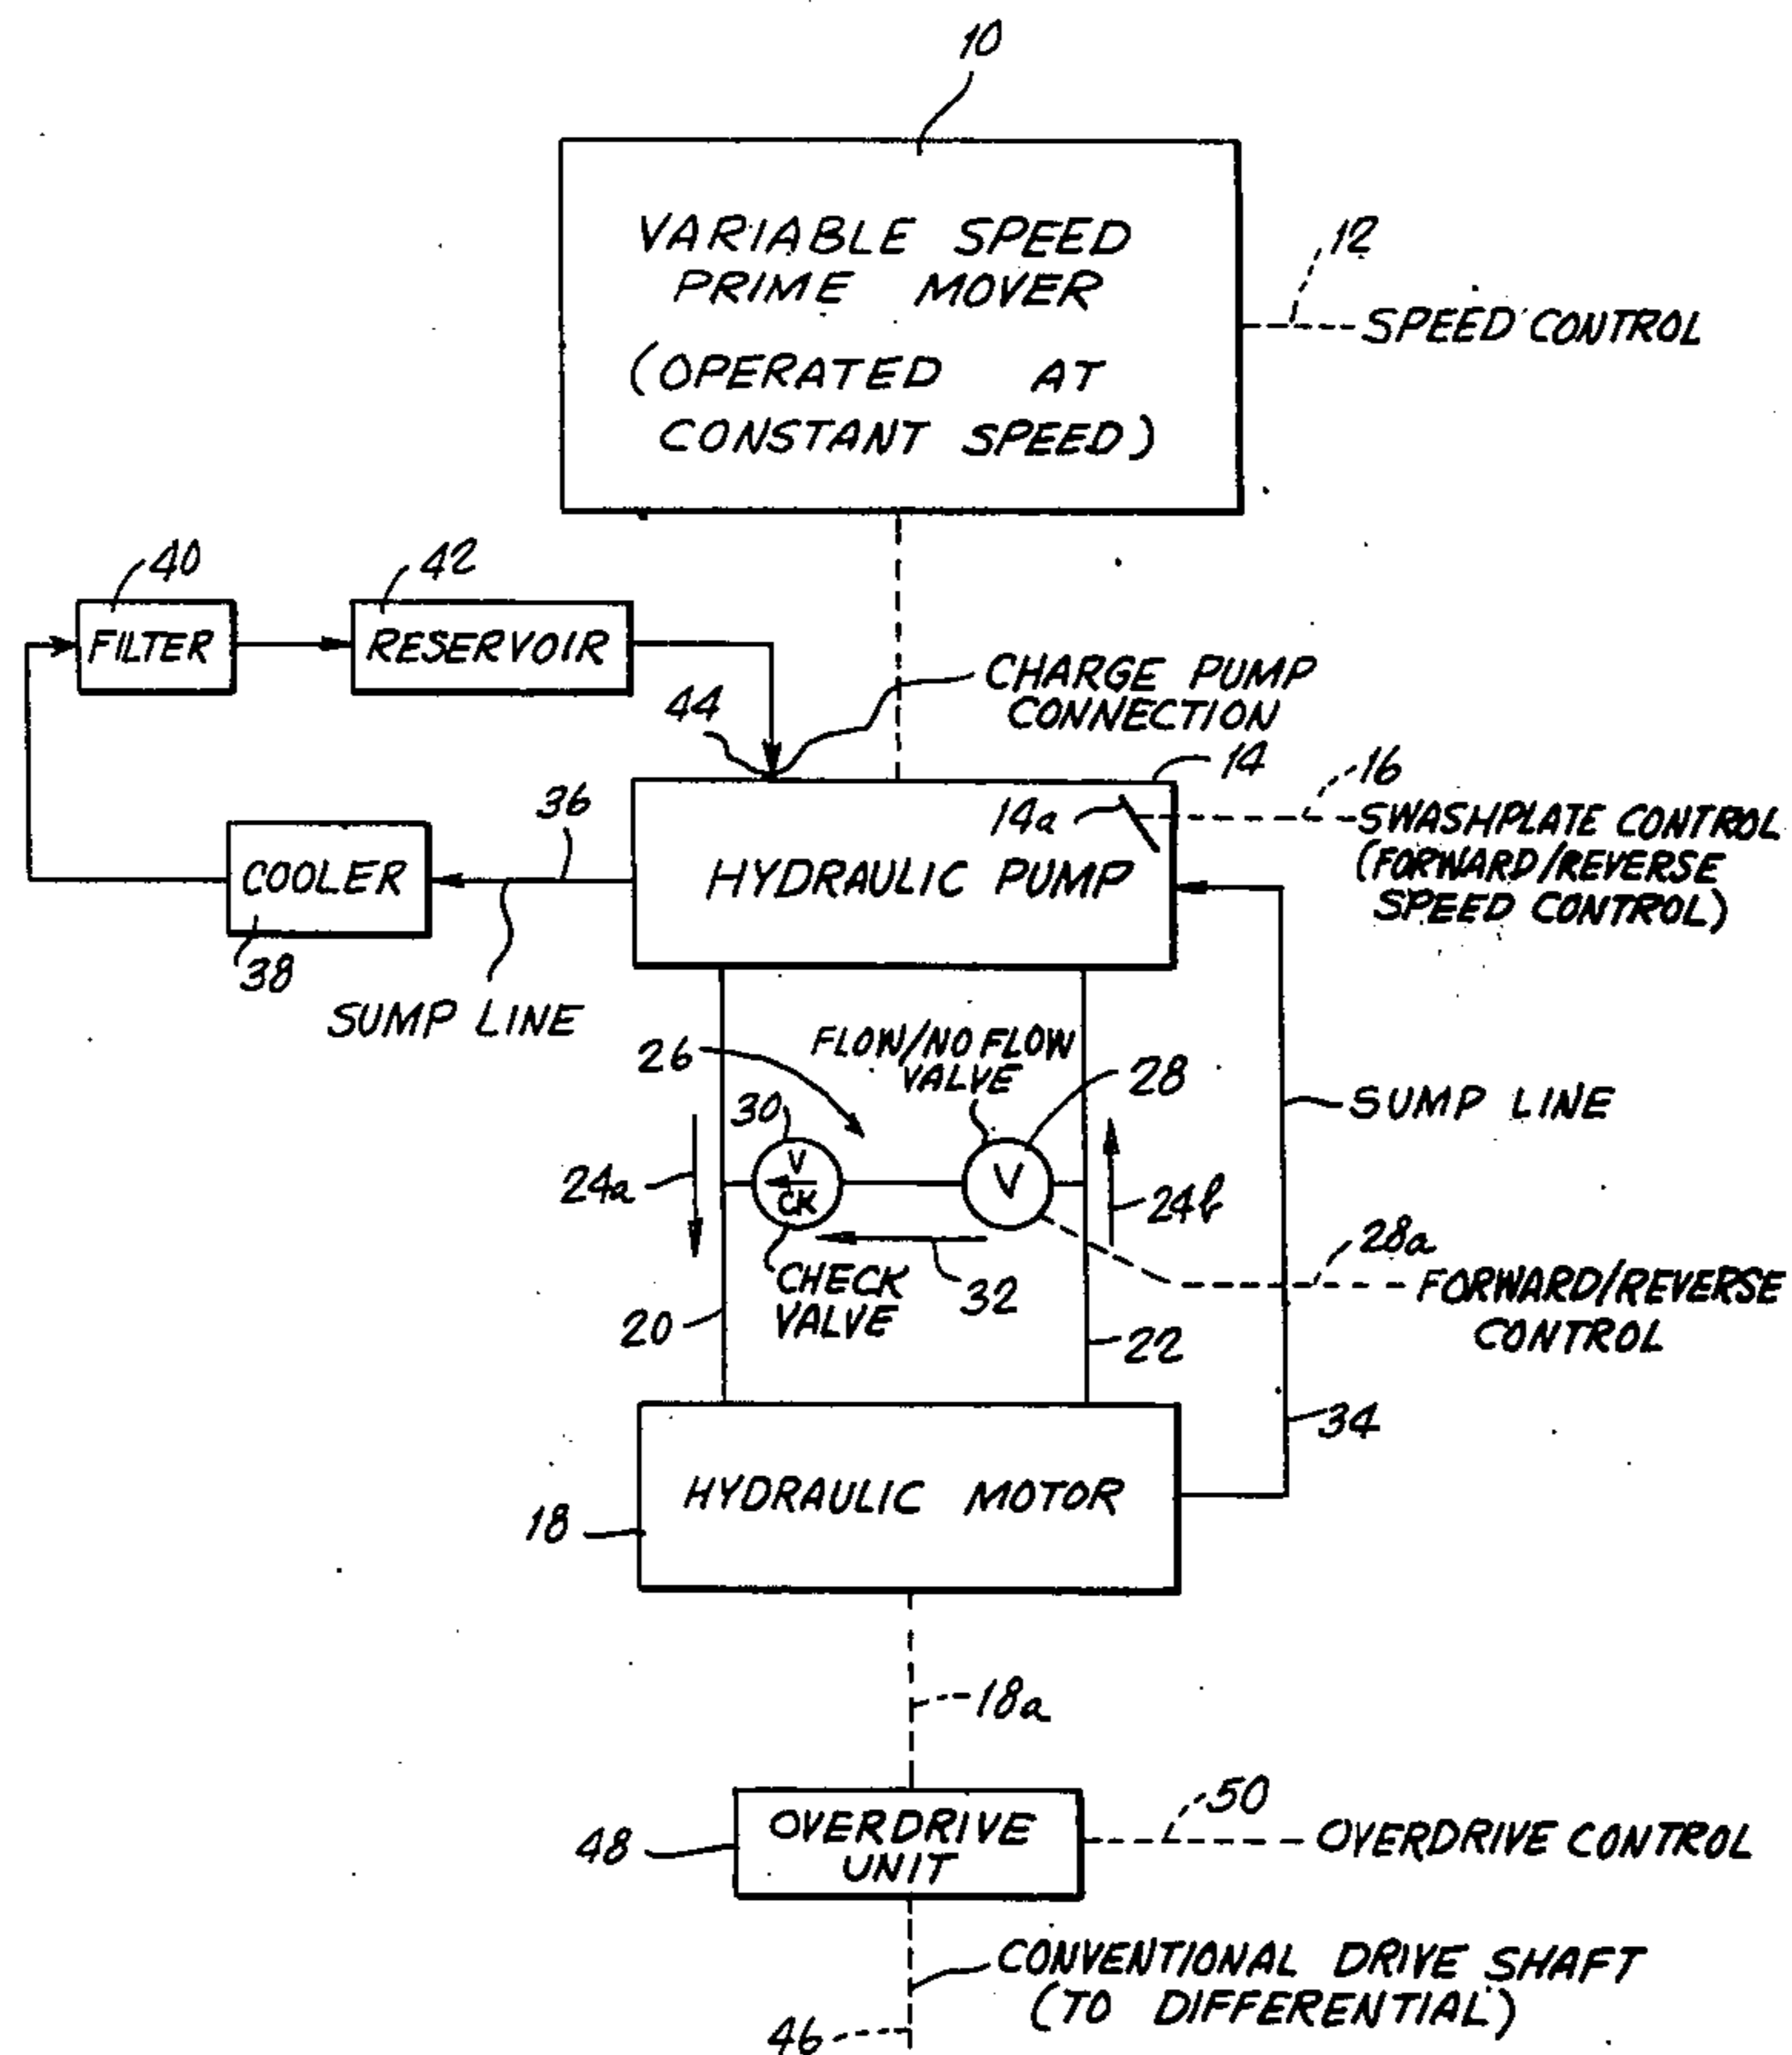 10
VARIABLE SPEED
PRIME MOVER
(OPERATED AT
CONSTANT SPEED)
12
SPEED CONTROL
40
42
FILTER
RESERVOIR
44
CHARGE PUMP
CONNECTION
14
14a
16
SWASHPLATE CONTROL
(FORWARD/REVERSE
SPEED CONTROL)
36
COOLER
38
HYDRAULIC PUMP
SUMP LINE
26
FLOW/NO FLOW
VALVE
28
SUMP LINE
30
V
CK
V
24a
24b
28a
CHECK
VALVE
32
FORWARD/REVERSE
CONTROL
20
22
34
HYDRAULIC MOTOR
18
18a
OVERDRIVE
UNIT
48
50
OVERDRIVE CONTROL
CONVENTIONAL DRIVE SHAFT
(TO DIFFERENTIAL)
46